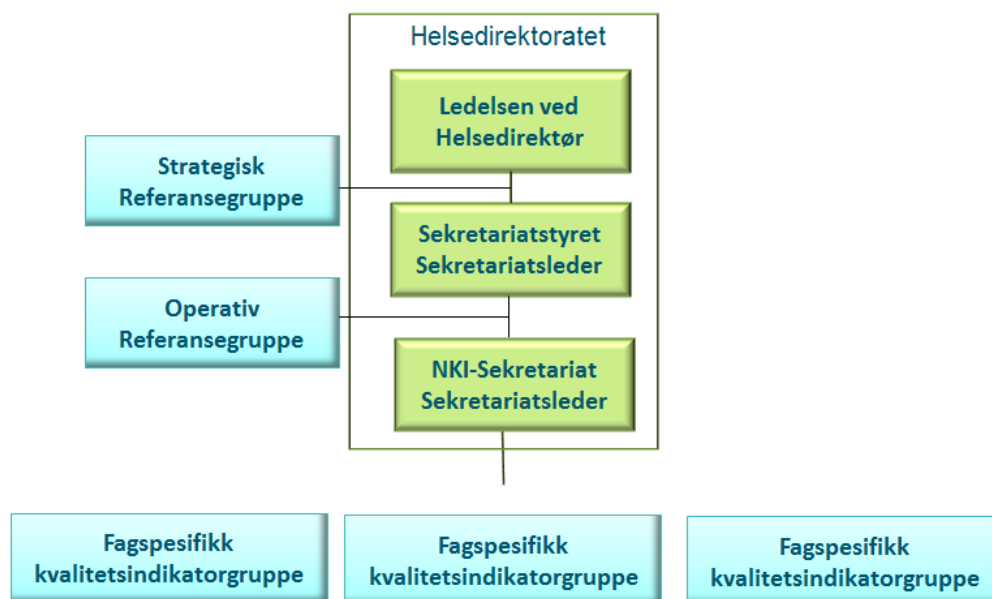 Helsedirektoratet
Ledelsen ved
Helsedirektør
Strategisk
Referansegruppe
Sekretariatstyret
Sekretariatsleder
Operativ
Referansegruppe
NKI-Sekretariat
Sekretariatsleder
Fagspesifikk
kvalitetsindikatorgruppe
Fagspesifikk
kvalitetsindikatorgruppe
Fagspesifikk
kvalitetsindikatorgruppe